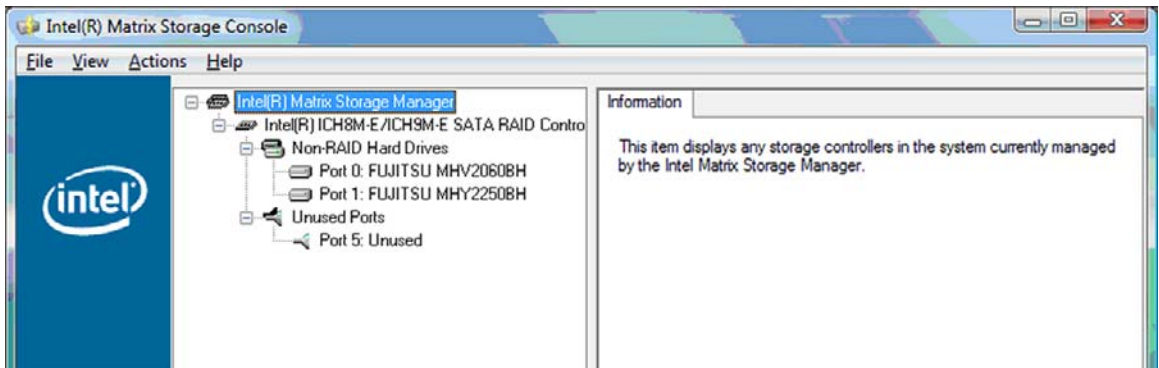 Intel(R) Matrix Storage Console
File View Actions Help
Intel(R) Matrix Storage Manager
Intel(R) ICH8M-E/ICH9M-E SATA RAID Contro
Non-RAID Hard Drives
Port 0: FUJITSU MHV2060BH
Port 1: FUJITSU MHY2250BH
Unused Ports
Port 5: Unused
intel
Information
This item displays any storage controllers in the system currently managed
by the Intel Matrix Storage Manager.